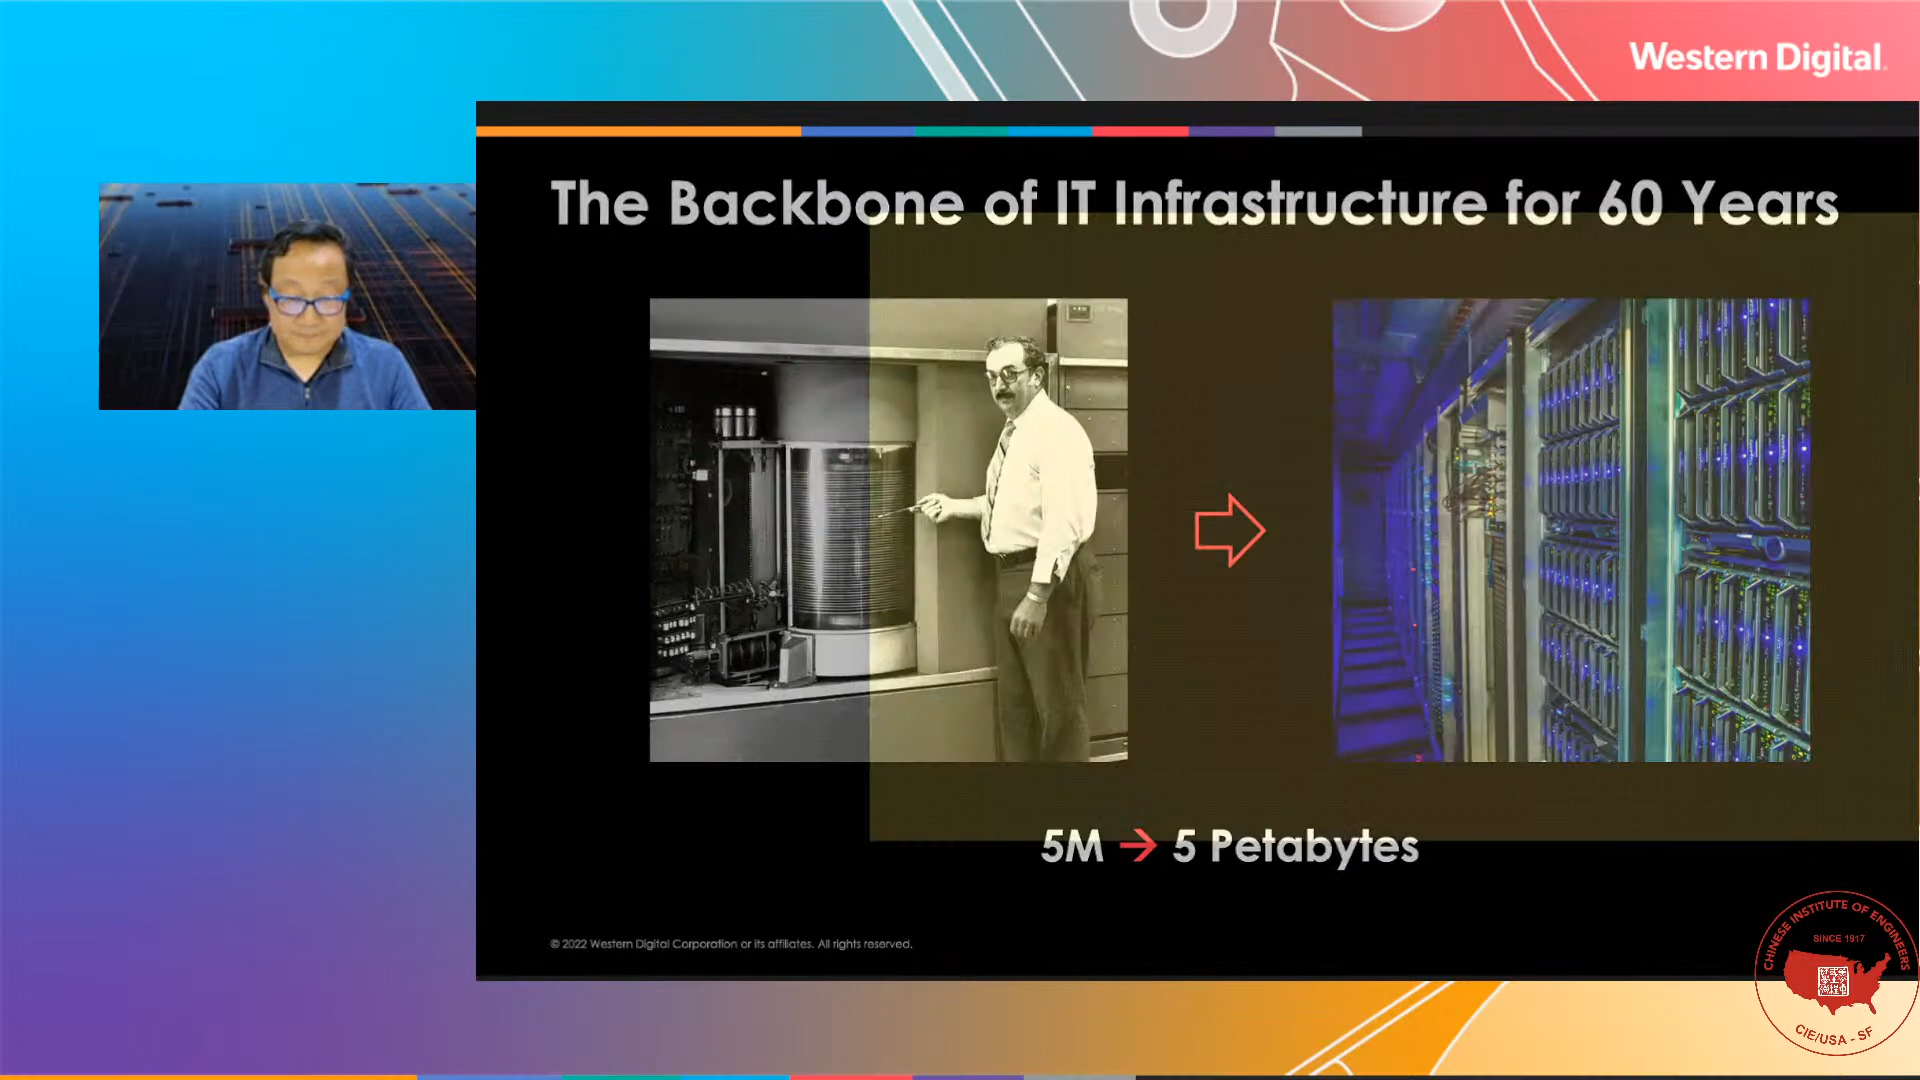 Western Digital.
The Backbone of IT Infrastructure for 60 Years
5M → 5 Petabytes
© 2022 Western Digital Corporation or its affiliates. All rights reserved.
CHINESE INSTITUTE OF ENGINEERS
SINCE 1917
CIE/USA - SF